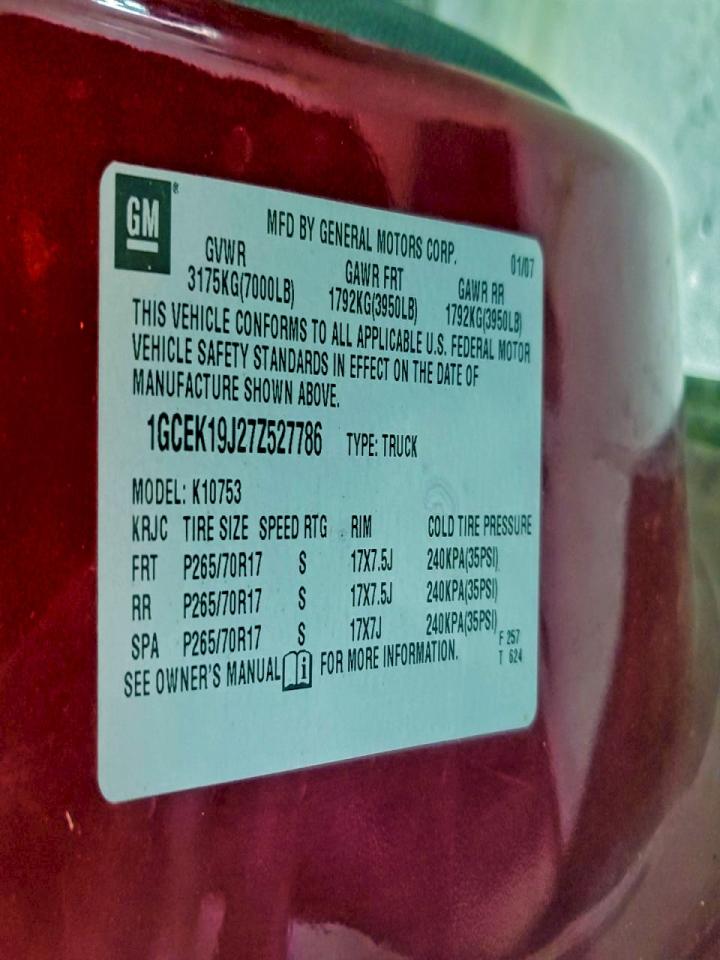 GM®
MFD BY GENERAL MOTORS CORP. 01/07
GVWR GAWR FRT GAWR RR
3175KG(7000LB) 1792KG(3950LB) 1792KG(3950LB)
THIS VEHICLE CONFORMS TO ALL APPLICABLE U.S. FEDERAL MOTOR
VEHICLE SAFETY STANDARDS IN EFFECT ON THE DATE OF
MANUFACTURE SHOWN ABOVE.
1GCEK19J27Z527786 TYPE: TRUCK
MODEL: K10753
KRJC TIRE SIZE SPEED RTG RIM COLD TIRE PRESSURE
FRT P265/70R17 S 17X7.5J 240KPA(35PSI)
RR P265/70R17 S 17X7.5J 240KPA(35PSI)
SPA P265/70R17 S 17X7J 240KPA(35PSI)
SEE OWNER'S MANUAL i FOR MORE INFORMATION.
F 257
T 624